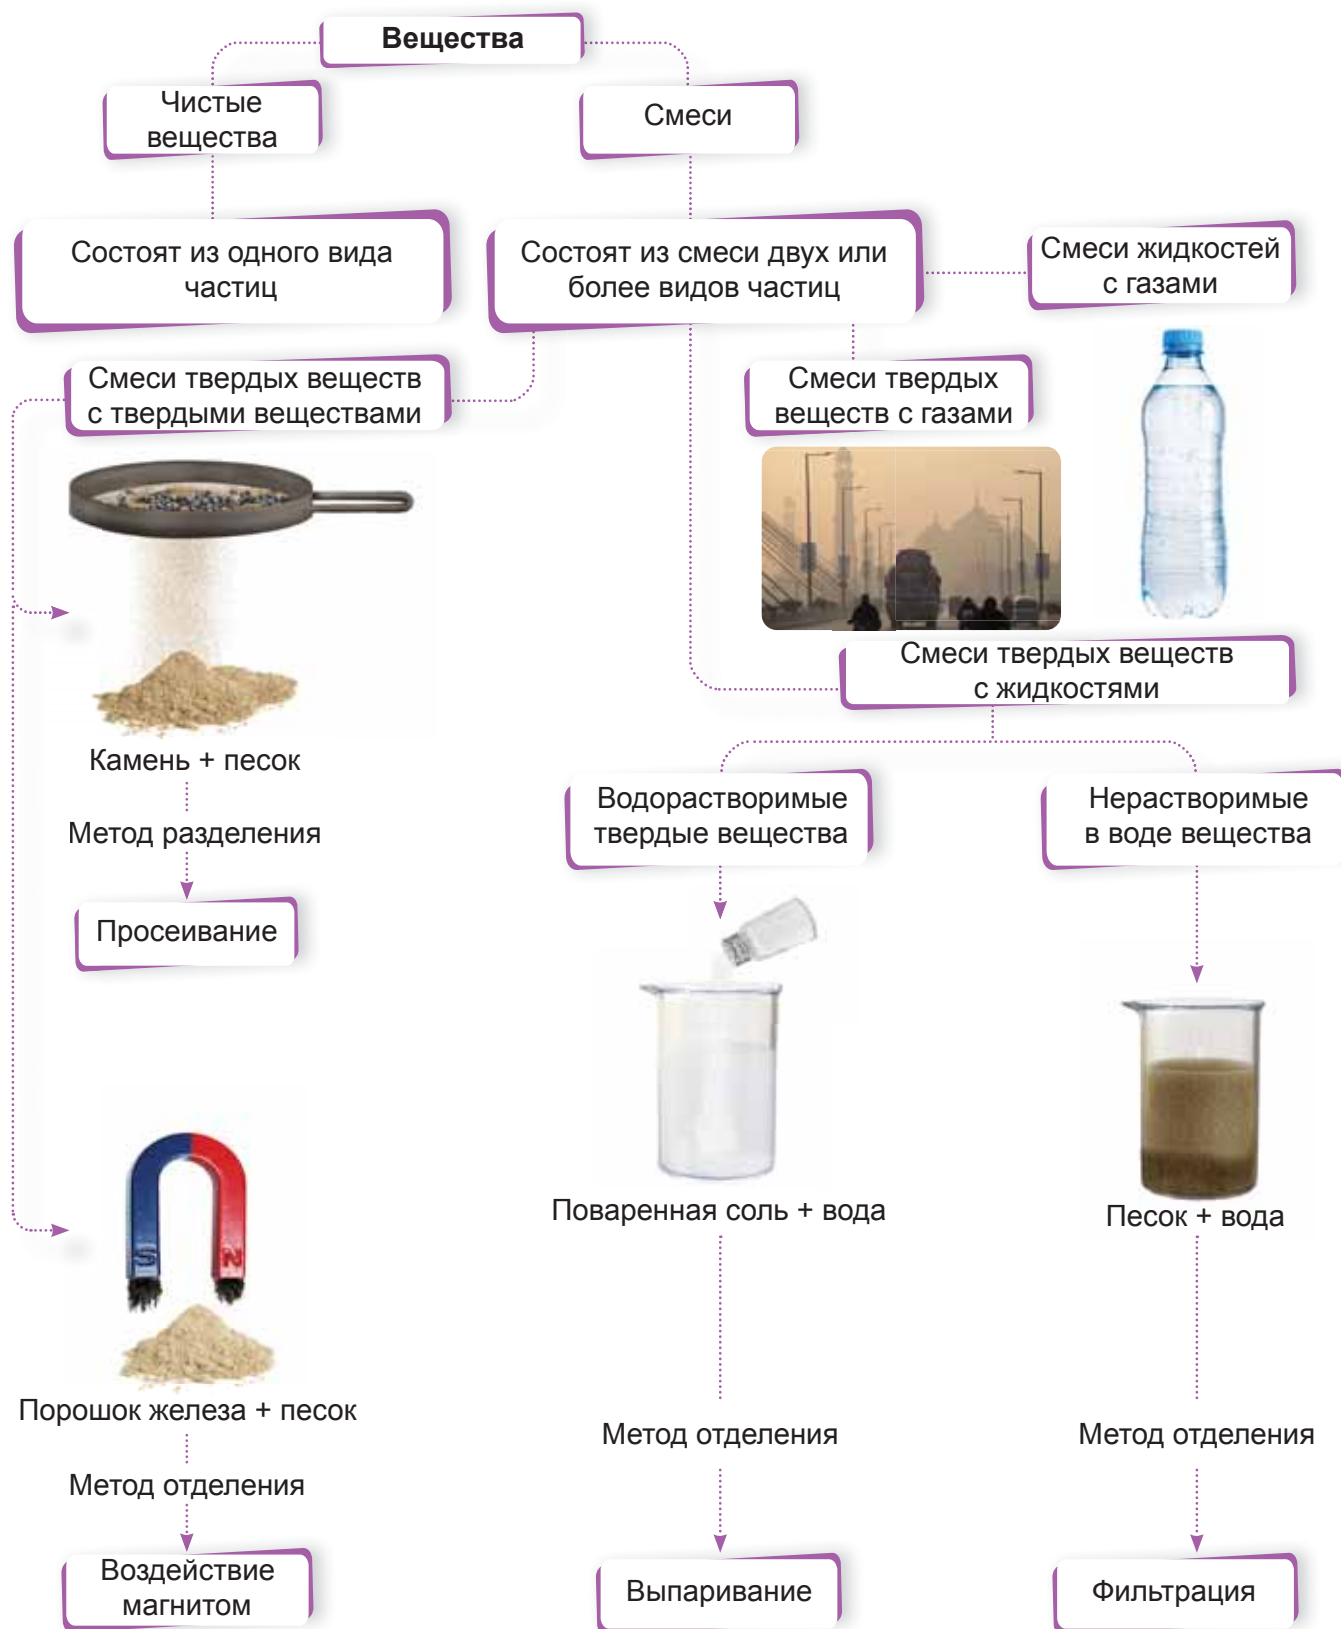 Вещества
Чистые
вещества
Смеси
Состоят из одного вида
частиц
Состоят из смеси двух или
более видов частиц
Смеси жидкостей
с газами
Смеси твердых веществ
с твердыми веществами
Смеси твердых
веществ с газами
Смеси твердых веществ
с жидкостями
Камень + песок
Метод разделения
Просеивание
Водорастворимые
твердые вещества
Нерастворимые
в воде вещества
S N
Порошок железа + песок
Метод отделения
Воздействие
магнитом
Поваренная соль + вода
Метод отделения
Выпаривание
Песок + вода
Метод отделения
Фильтрация